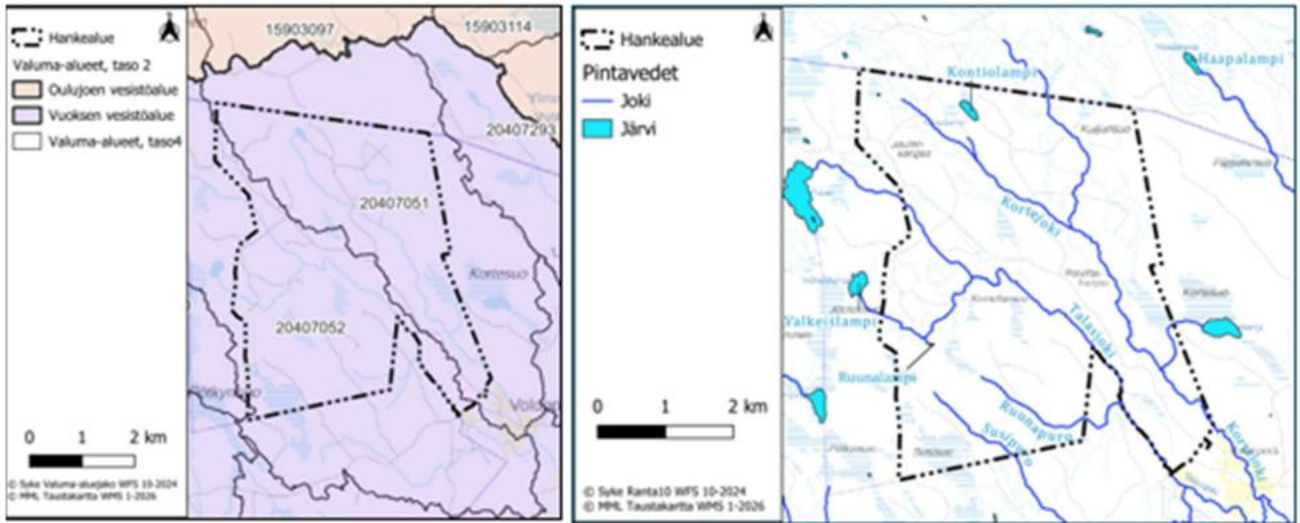 Hankealue
Valuma-alueet, taso 2
Oulujoen vesistöalue
Vuoksen vesistöalue
Valuma-alueet, taso4
0 1 2 km
© Syke Valuma-aluejako WFS 10-2024
© MML Taustakartta WMS 1-2026
15903097
15903114
20407293
20407051
Kortesuo
20407052
Hankealue
Pintavedet
Joki
Järvi
0 1 2 km
© Syke Ranta10 WFS 10-2024
© MML Taustakartta WMS 1-2026
Kontiolampi
Haapalampi
Kortejoki
Kortesuo
Talasjoki
Valkeislampi
Ruunalampi
Ruunapuro
Susipuro
Kortejoki